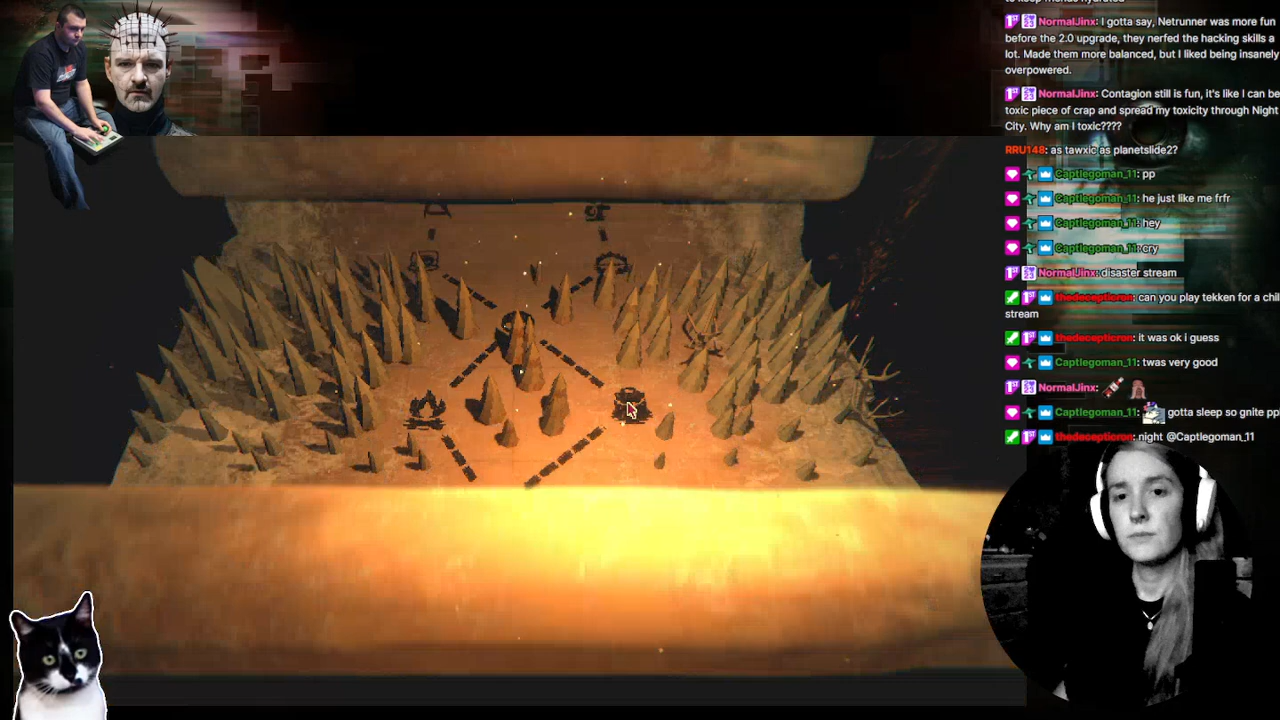 to keep friends hydrated
NormalJinx: I gotta say, Netrunner was more fun
before the 2.0 upgrade, they nerfed the hacking skills a
lot. Made them more balanced, but I liked being insanely
overpowered.
NormalJinx: Contagion still is fun, it's like I can be
toxic piece of crap and spread my toxicity through Night
City. Why am I toxic????
RRU148: as tawxic as planetslide2??
Captlegoman_11: pp
Captlegoman_11: he just like me frfr
Captlegoman_11: hey
Captlegoman_11: cry
NormalJinx: disaster stream
thedecepticron: can you play tekken for a chil
stream
thedecepticron: it was ok i guess
Captlegoman_11: twas very good
NormalJinx:
Captlegoman_11: gotta sleep so gnite pp
thedecepticron: night @Captlegoman_11